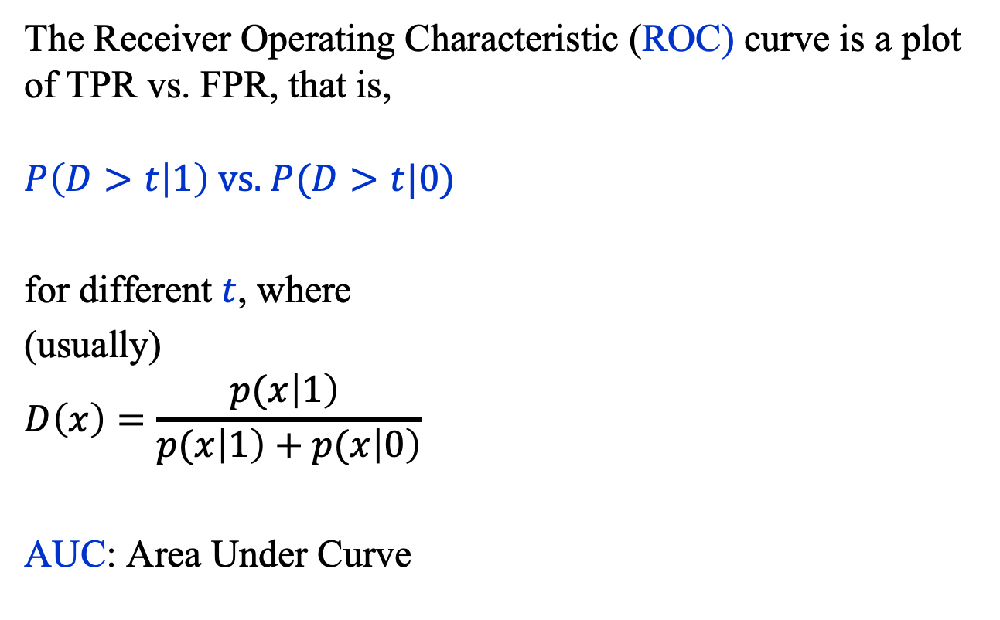 The Receiver Operating Characteristic (ROC) curve is a plot
of TPR vs. FPR, that is,
P(D > t|1) vs. P(D > t|0)
for different t, where
(usually)
D(x) = p(x|1) / p(x|1) + p(x|0)
AUC: Area Under Curve